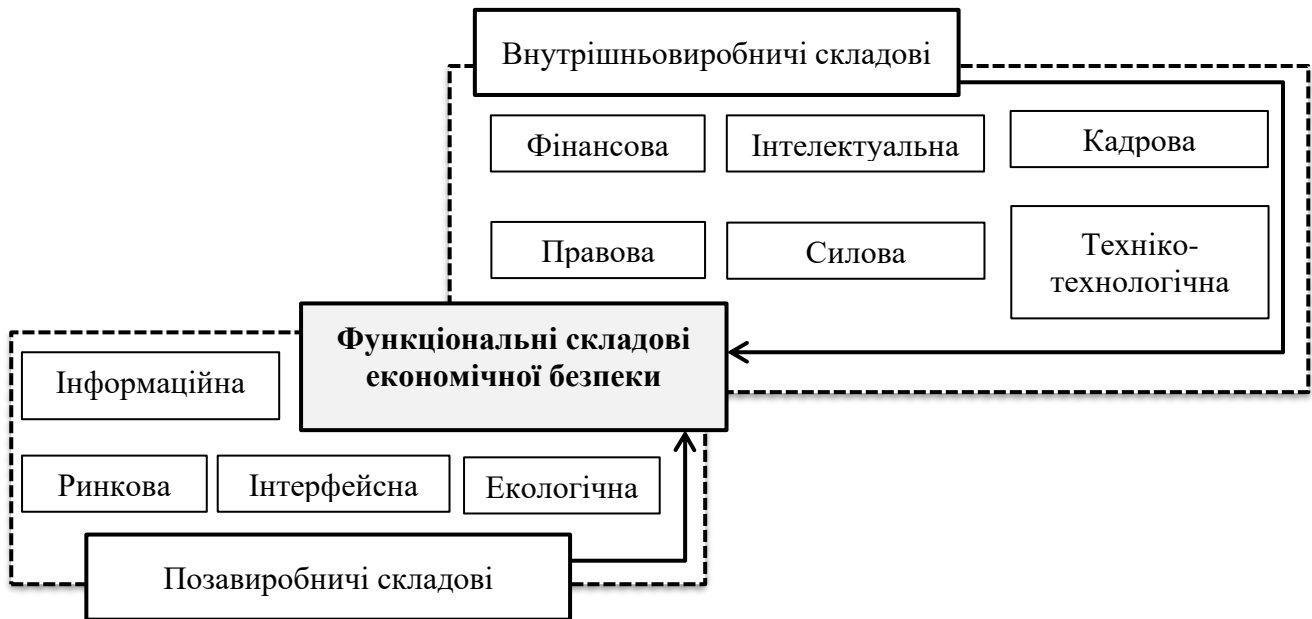 Внутрішньовиробничі складові
Фінансова
Інтелектуальна
Кадрова
Правова
Силова
Техніко-
технологічна
Функціональні складові
економічної безпеки
Інформаційна
Ринкова
Інтерфейсна
Екологічна
Позавиробничі складові